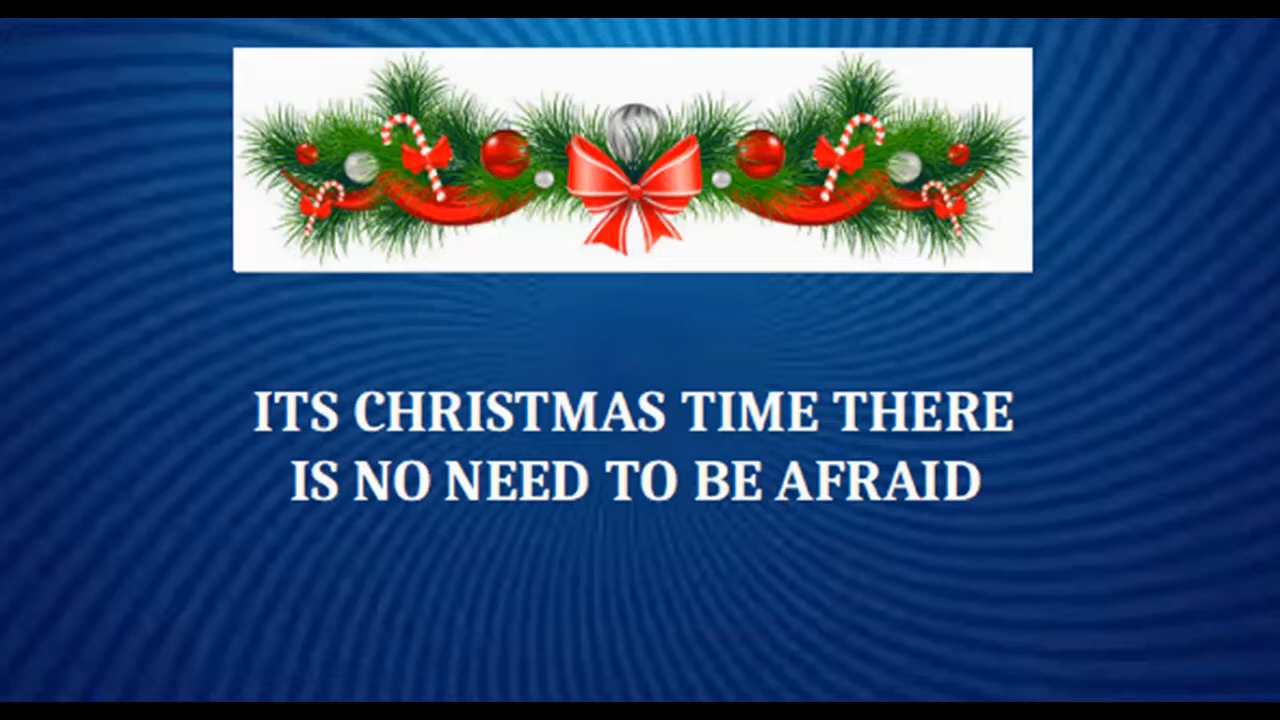 ITS CHRISTMAS TIME THERE
IS NO NEED TO BE AFRAID